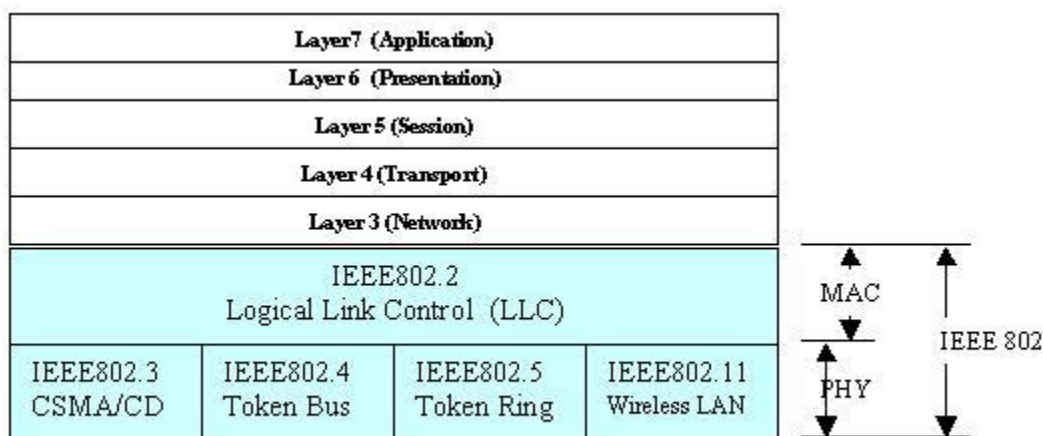 Layer7 (Application)
Layer 6 (Presentation)
Layer 5 (Session)
Layer 4 (Transport)
Layer 3 (Network)
IEEE802.2
Logical Link Control (LLC)
IEEE802.3
CSMA/CD
IEEE802.4
Token Bus
IEEE802.5
Token Ring
IEEE802.11
Wireless LAN
MAC
PHY
IEEE 802